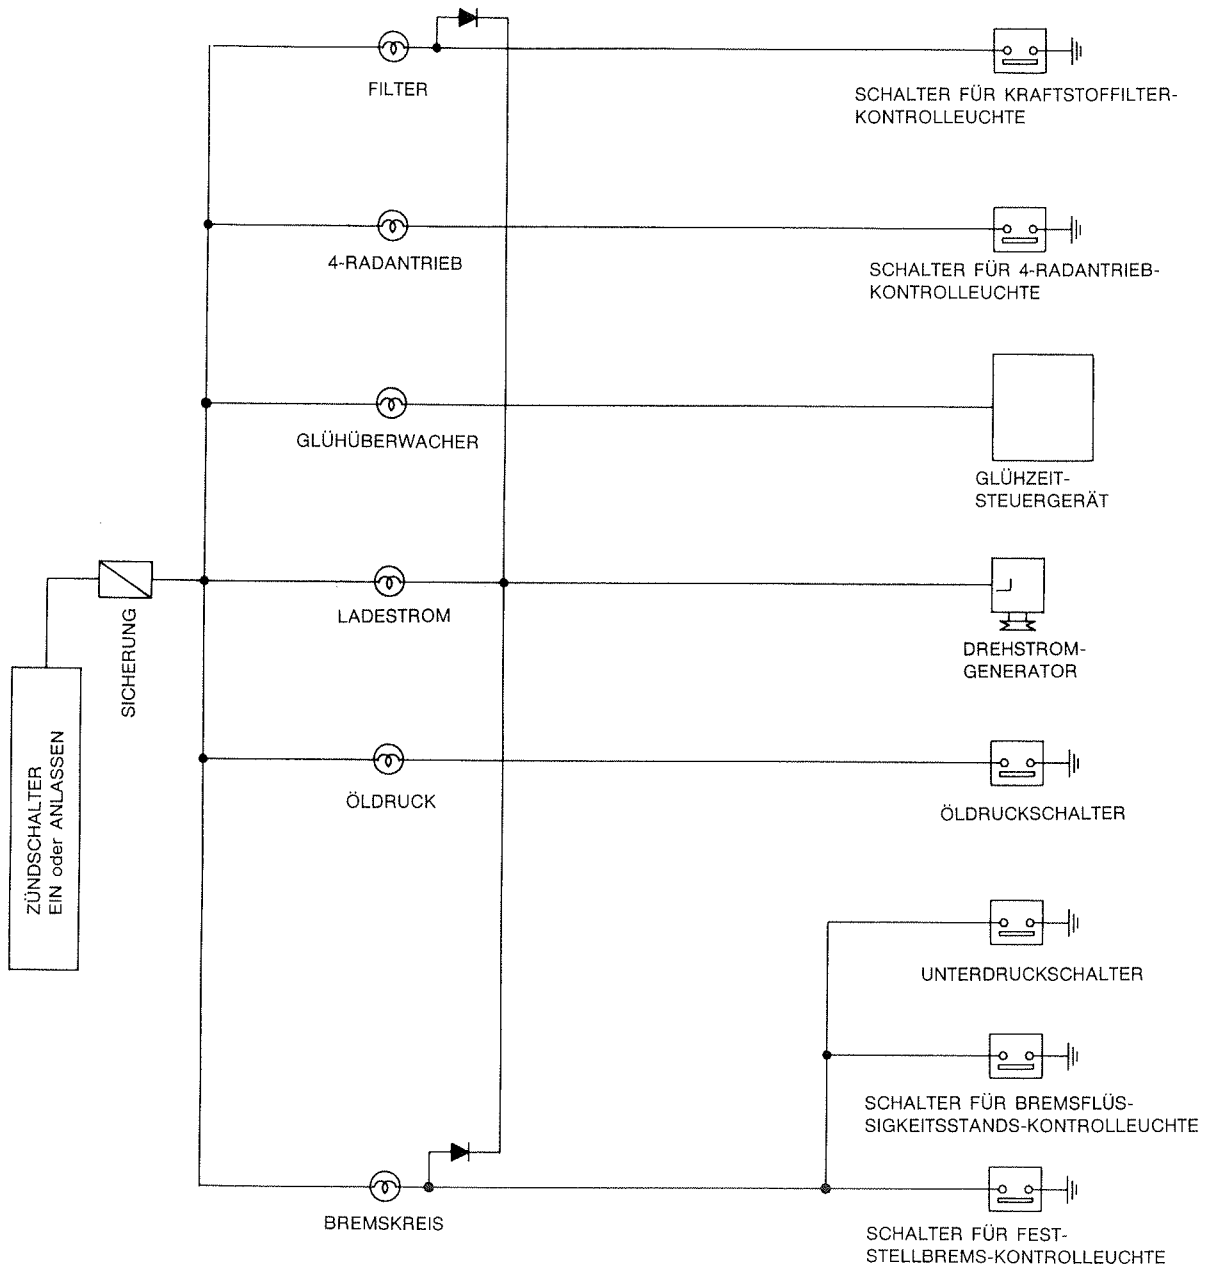 FILTER
SCHALTER FÜR KRAFTSTOFFILTER-
KONTROLLEUCHTE
4-RADANTRIEB
SCHALTER FÜR 4-RADANTRIEB-
KONTROLLEUCHTE
GLÜHÜBERWACHER
GLÜHZEIT-
STEUERGERÄT
SICHERUNG
LADESTROM
DREHSTROM-
GENERATOR
ZÜNDSCHALTER
EIN oder ANLASSEN
ÖLDRUCK
ÖLDRUCKSCHALTER
UNTERDRUCKSCHALTER
SCHALTER FÜR BREMSFLÜS-
SIGKEITSSTANDS-KONTROLLEUCHTE
BREMSKREIS
SCHALTER FÜR FEST-
STELLBREMS-KONTROLLEUCHTE